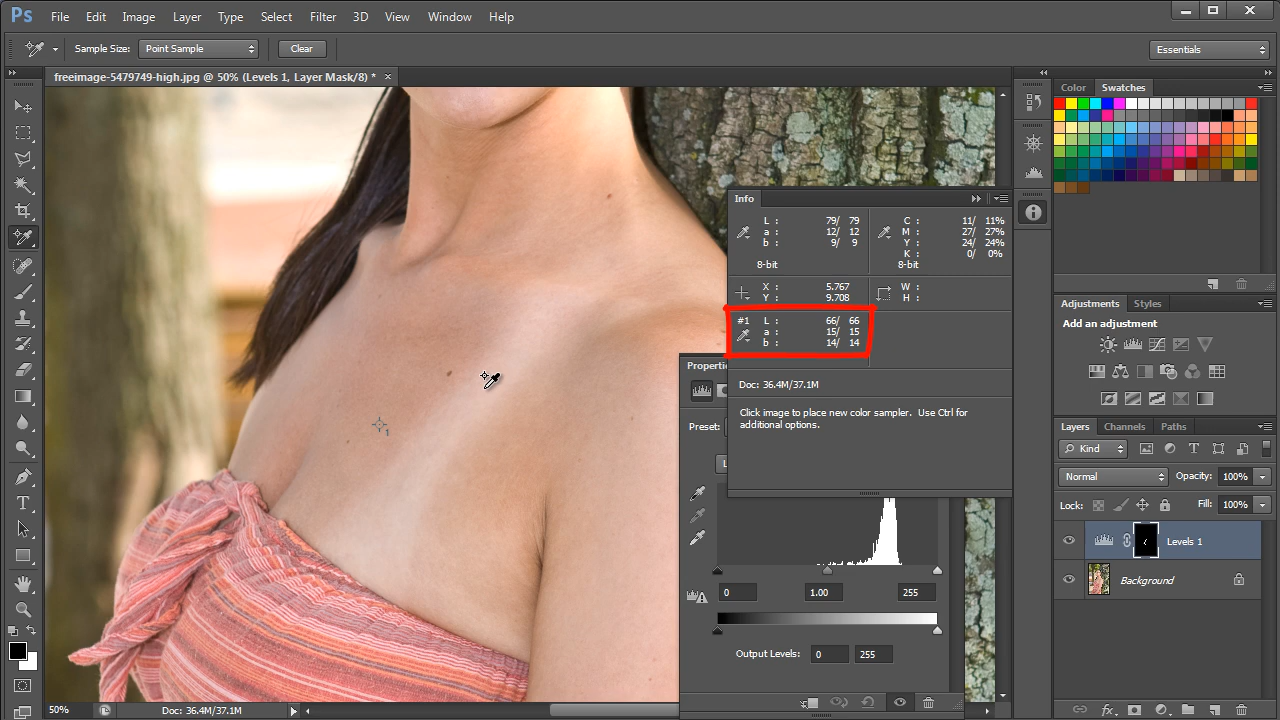 Ps File Edit Image Layer Type Select Filter 3D View Window Help
Sample Size: Point Sample Clear Essentials
freeimage-5479749-high.jpg @ 50% (Levels 1, Layer Mask/8) * ×
Color Swatches
Info
L : 79/ 79 C : 11/ 11%
a : 12/ 12 M : 27/ 27%
b : 9/ 9 Y : 24/ 24%
K : 0/ 0%
8-bit 8-bit
X : 5.767 W :
Y : 9.708 H :
#1 L : 66/ 66
a : 15/ 15
b : 14/ 14
Doc: 36.4M/37.1M
Click image to place new color sampler. Use Ctrl for
additional options.
1
Properti
Preset:
0 1.00 255
Output Levels: 0 255
Adjustments Styles
Add an adjustment
Layers Channels Paths
Kind
Normal Opacity: 100%
Lock: Fill: 100%
Levels 1
Background
fx
50% Doc: 36.4M/37.1M